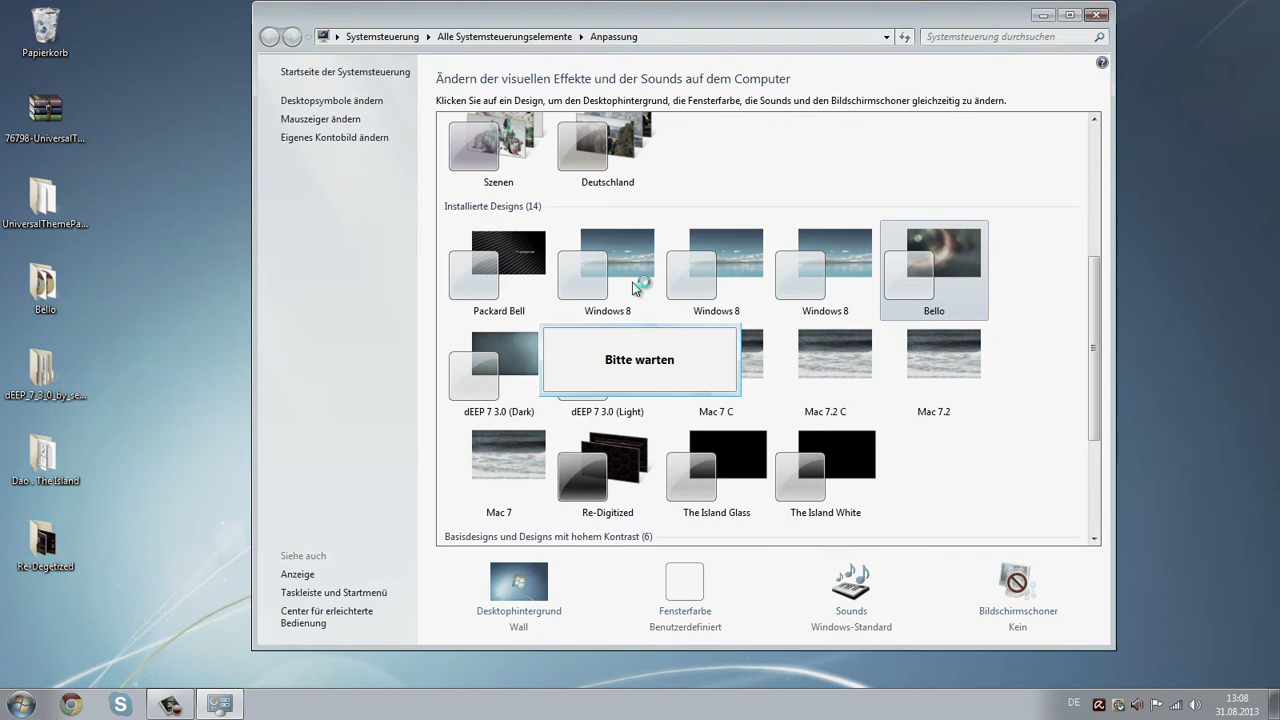 Papierkorb
76798-UniversalT...
UniversalThemePa...
Bello
dEEP_7_3_0_by_se...
Dao . The Island
Re-Degetized
Systemsteuerung
Alle Systemsteuerungselemente
Anpassung
Systemsteuerung durchsuchen
Startseite der Systemsteuerung
Desktopsymbole ändern
Mauszeiger ändern
Eigenes Kontobild ändern
Ändern der visuellen Effekte und der Sounds auf dem Computer
Klicken Sie auf ein Design, um den Desktophintergrund, die Fensterfarbe, die Sounds und den Bildschirmschoner gleichzeitig zu ändern.
Szenen
Deutschland
Installierte Designs (14)
Packard Bell
Windows 8
Windows 8
Windows 8
Bello
Bitte warten
dEEP 7 3.0 (Dark)
dEEP 7 3.0 (Light)
Mac 7 C
Mac 7.2 C
Mac 7.2
Mac 7
Re-Digitized
The Island Glass
The Island White
Basisdesigns und Designs mit hohem Kontrast (6)
Siehe auch
Anzeige
Taskleiste und Startmenü
Center für erleichterte
Bedienung
Desktophintergrund
Wall
Fensterfarbe
Benutzerdefiniert
Sounds
Windows-Standard
Bildschirmschoner
Kein
DE
13:08
31.08.2013